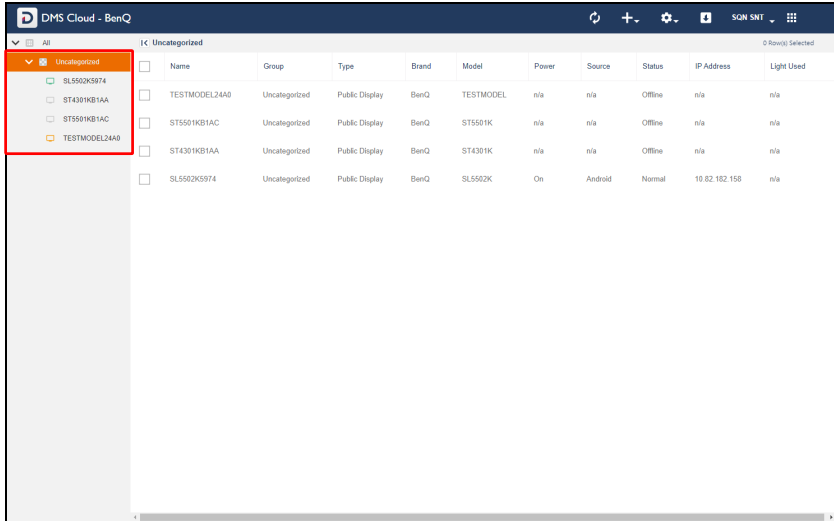 DMS Cloud - BenQ
SQN SNT
All
Uncategorized
SL5502K5974
ST4301KB1AA
ST5501KB1AC
TESTMODEL24A0
Uncategorized
0 Row(s) Selected
Name Group Type Brand Model Power Source Status IP Address Light Used
TESTMODEL24A0 Uncategorized Public Display BenQ TESTMODEL n/a n/a Offline n/a n/a
ST5501KB1AC Uncategorized Public Display BenQ ST5501K n/a n/a Offline n/a n/a
ST4301KB1AA Uncategorized Public Display BenQ ST4301K n/a n/a Offline n/a n/a
SL5502K5974 Uncategorized Public Display BenQ SL5502K On Android Normal 10.82.182.158 n/a